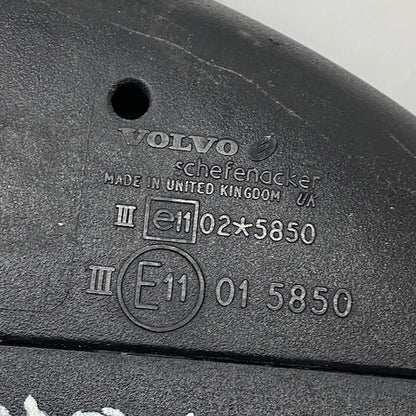 VOLVO
schefenacker
MADE IN UNITED KINGDOM UK
III e11 02*5850
III E11 01 5850